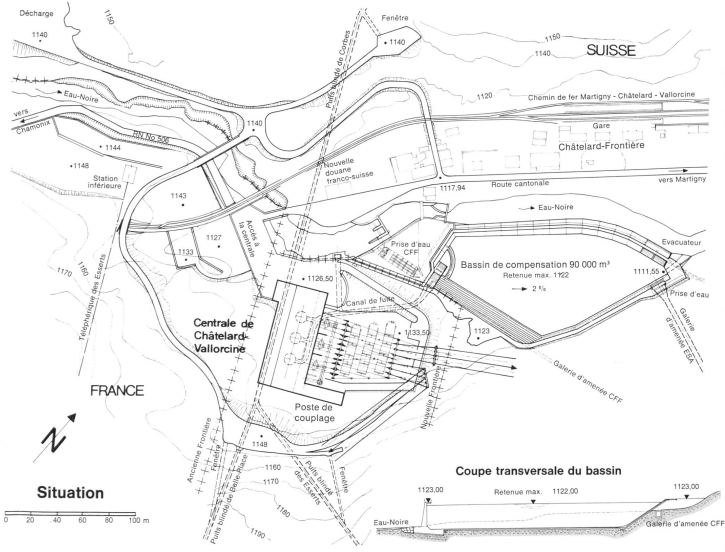 Décharge
1150
1140
Fenêtre
1140
1150
1140
SUISSE
Eau-Noire
Puits blindé de Corbes
1120
Chemin de fer Martigny - Châtelard - Vallorcine
vers
Chamonix
RN No 506
1140
Gare
Châtelard-Frontière
1144
1148
Station
inférieure
Nouvelle
douane
franco-suisse
1117,94
Route cantonale
vers Martigny
1143
Eau-Noire
Accès à
la centrale
1127
1133
Prise d'eau
CFF
Evacuateur
Bassin de compensation 90 000 m³
Retenue max. 1122
2 ‰
1111,55
Prise d'eau
1170
1160
Téléphérique des Esserts
1126,50
Canal de fuite
Galerie
d'amenée ESA
Centrale de
Châtelard-
Vallorcine
1133,50
1123
Galerie d'amenée CFF
FRANCE
Poste de
couplage
Nouvelle Frontière
N
Ancienne Frontière
Fenêtre
Puits blindé de Belle Place
1148
1160
1170
1180
1190
Puits blindé
des Esserts
Fenêtre
Situation
0 20 40 60 80 100 m
Coupe transversale du bassin
1123,00
Retenue max. 1122,00
1123,00
Eau-Noire
Galerie d'amenée CFF